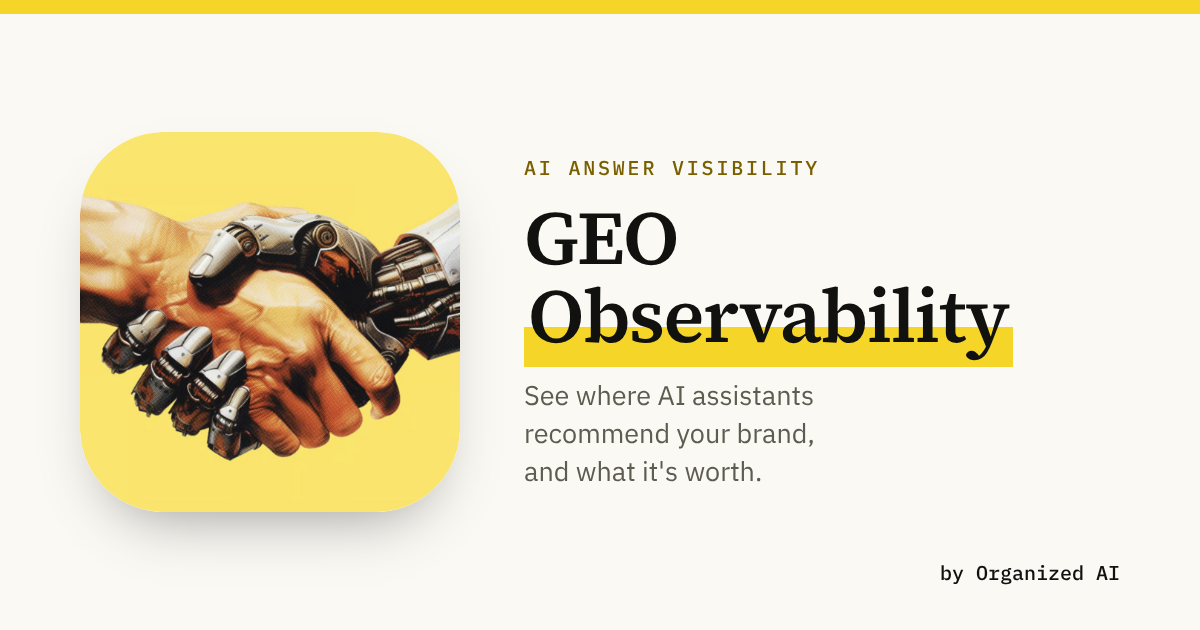 AI ANSWER VISIBILITY
GEO
Observability
See where AI assistants
recommend your brand,
and what it's worth.
by Organized AI